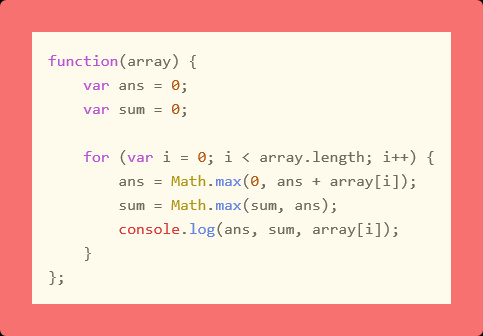 function(array) {
    var ans = 0;
    var sum = 0;

    for (var i = 0; i < array.length; i++) {
        ans = Math.max(0, ans + array[i]);
        sum = Math.max(sum, ans);
        console.log(ans, sum, array[i]);
    }
};